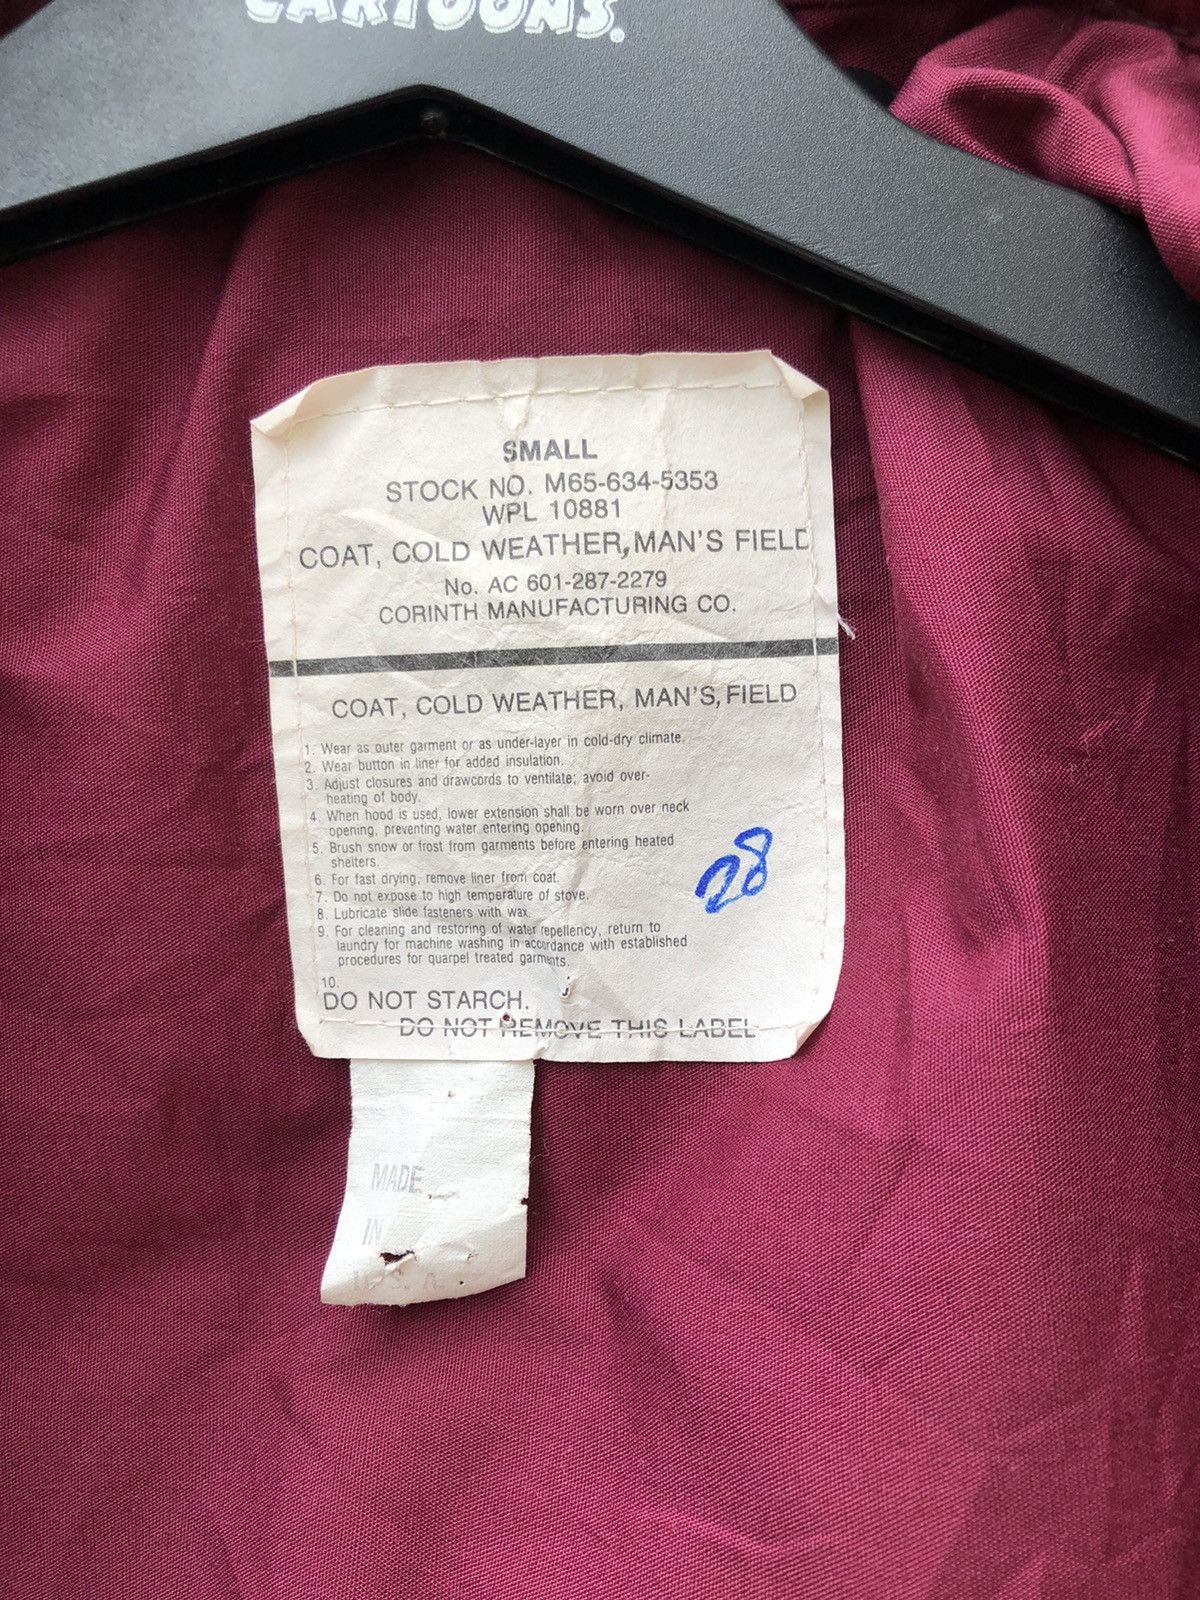 CARTOONS®
SMALL
STOCK NO. M65-634-5353
WPL 10881
COAT, COLD WEATHER, MAN'S FIELD
No. AC 601-287-2279
CORINTH MANUFACTURING CO.
COAT, COLD WEATHER, MAN'S, FIELD
1. Wear as outer garment or as under-layer in cold-dry climate.
2. Wear button in liner for added insulation.
3. Adjust closures and drawcords to ventilate; avoid over-
heating of body.
4. When hood is used, lower extension shall be worn over neck
opening, preventing water entering opening.
5. Brush snow or frost from garments before entering heated
shelters.
6. For fast drying, remove liner from coat.
7. Do not expose to high temperature of stove.
8. Lubricate slide fasteners with wax.
9. For cleaning and restoring of water repellency, return to
laundry for machine washing in accordance with established
procedures for quarpel treated garments.
28
10.
DO NOT STARCH.
DO NOT REMOVE THIS LABEL
MADE
IN
U.S.A.